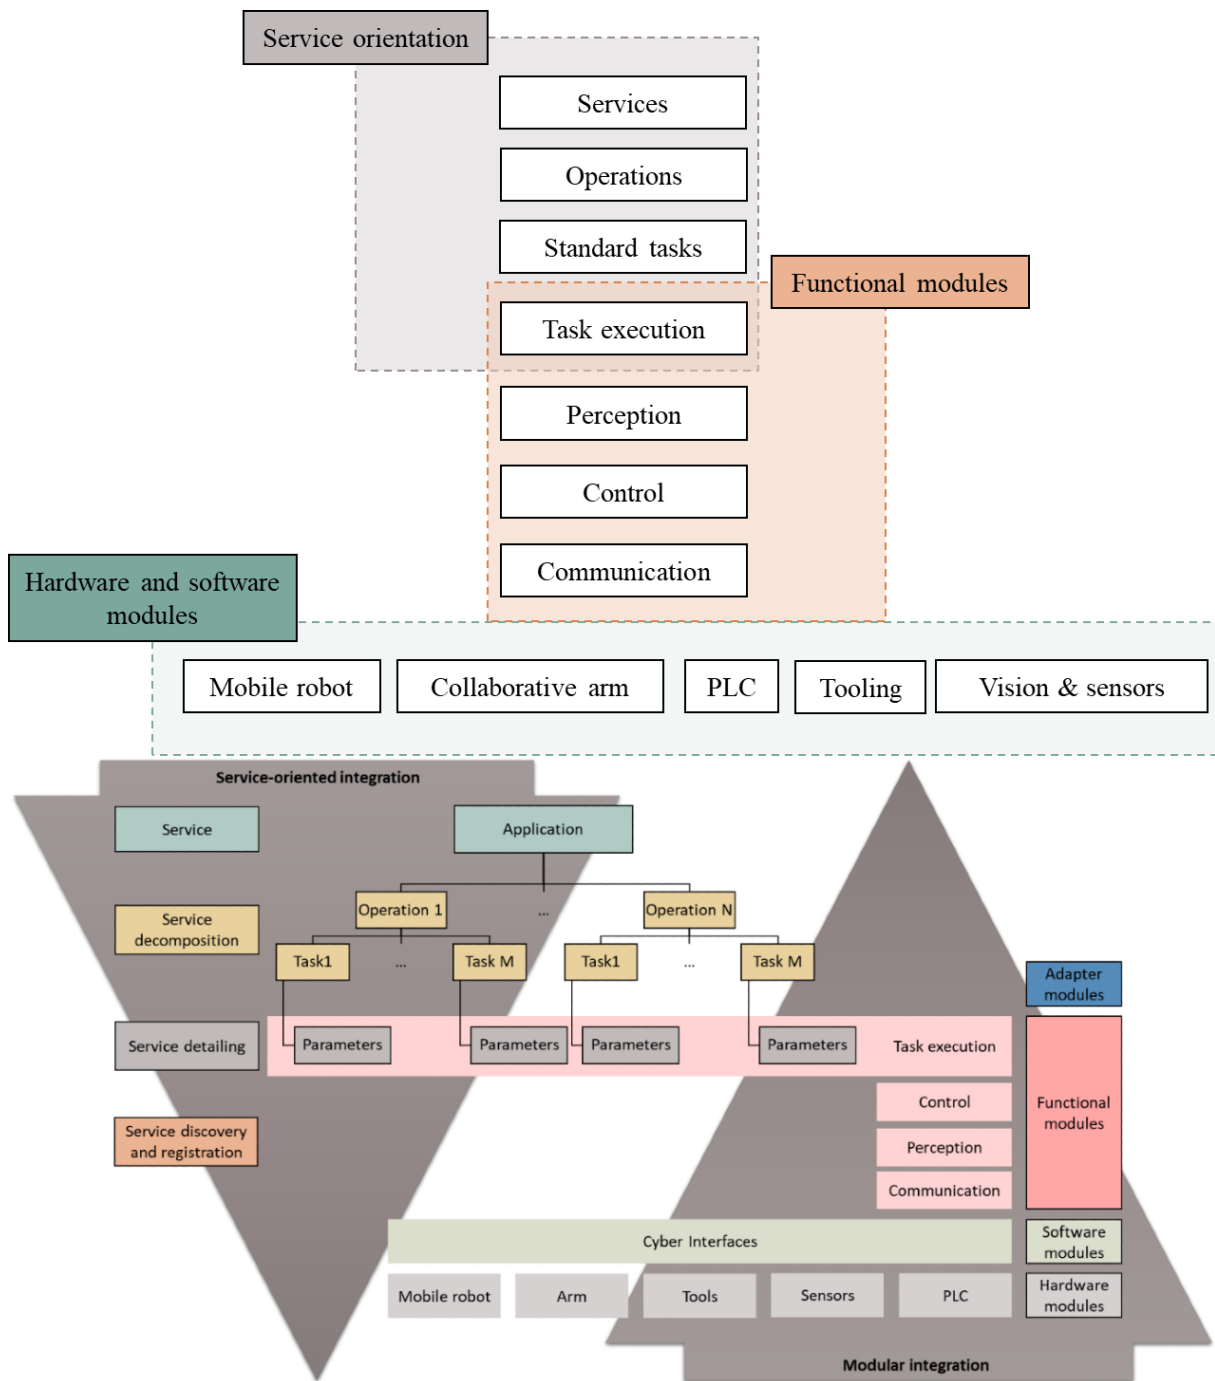 Service orientation
Services
Operations
Standard tasks
Functional modules
Task execution
Perception
Control
Communication
Hardware and software
modules
Mobile robot
Collaborative arm
PLC
Tooling
Vision & sensors
Service-oriented integration
Service
Application
Operation 1
...
Operation N
Service
decomposition
Task1
...
Task M
Task1
...
Task M
Adapter
modules
Service detailing
Parameters
Parameters
Parameters
Parameters
Task execution
Control
Functional
modules
Service discovery
and registration
Perception
Communication
Cyber Interfaces
Software
modules
Mobile robot
Arm
Tools
Sensors
PLC
Hardware
modules
Modular integration